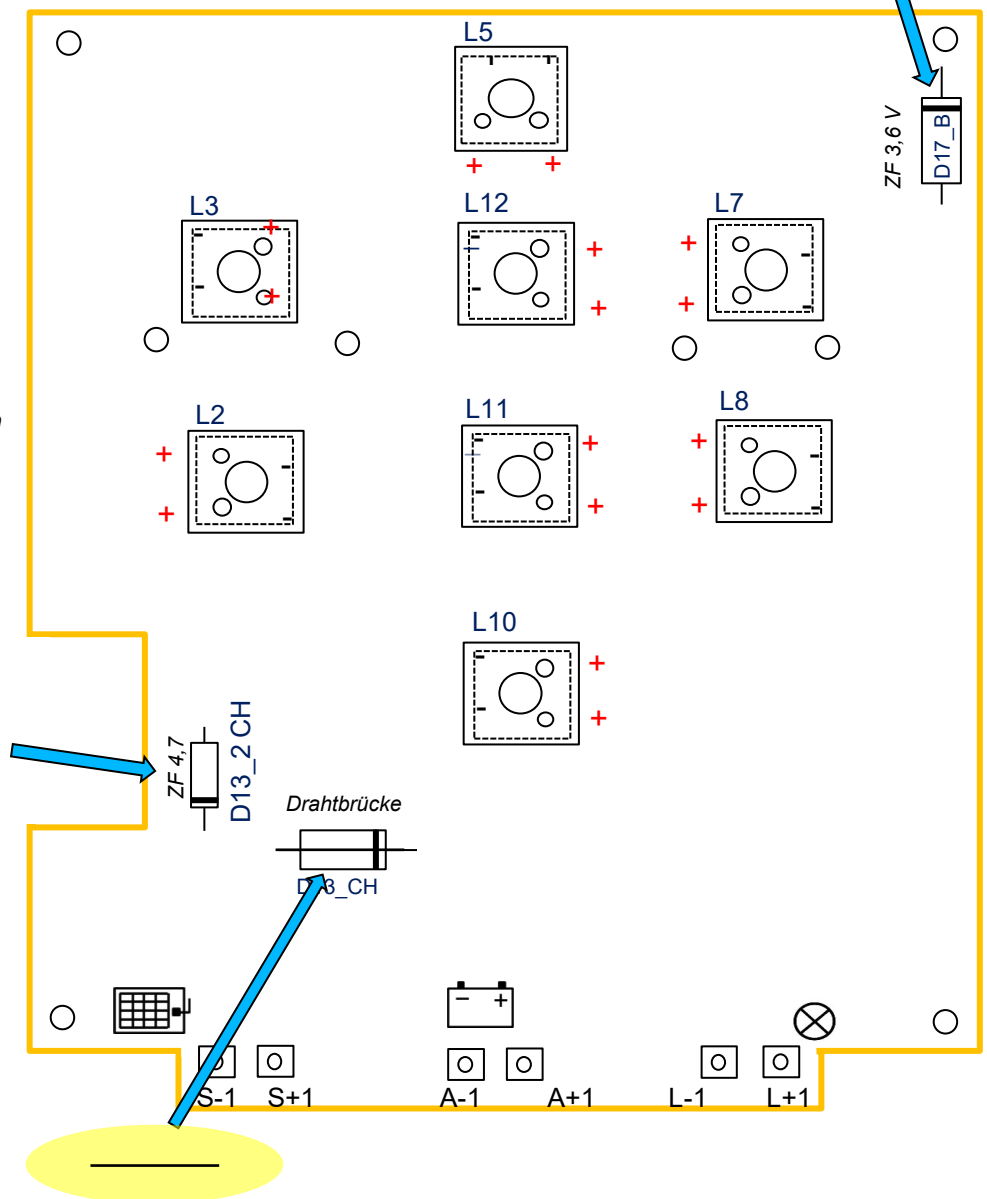 L5
ZF 3,6 V
D17_B
L3
L12
L7
L2
L11
L8
L10
ZF 4,7
D13_2 CH
Drahtbrücke
_CH
S-1
S+1
A-1
A+1
L-1
L+1